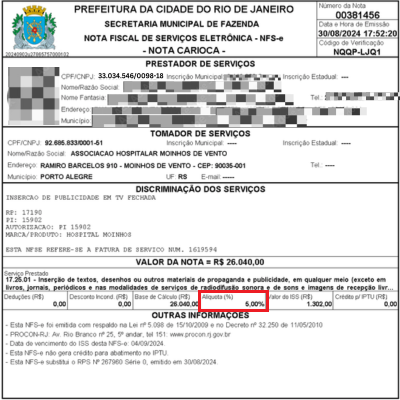 PREFEITURA DA CIDADE DO RIO DE JANEIRO
SECRETARIA MUNICIPAL DE FAZENDA
NOTA FISCAL DE SERVIÇOS ELETRÔNICA - NFS-e
- NOTA CARIOCA -
Número da Nota
00381456
Data e Hora de Emissão
30/08/2024 17:52:20
Código de Verificação
NQQP-LJQ1
PRESTADOR DE SERVIÇOS
CPF/CNPJ: 33.034.546/0098-18 Inscrição Municipal: Inscrição Estadual: ----
Nome/Razão Social:
Nome Fantasia Tel.:
Endereço
Município
TOMADOR DE SERVIÇOS
CPF/CNPJ: 92.685.833/0001-51 Inscrição Municipal: ---- Inscrição Estadual: ----
Nome/Razão Social: ASSOCIACAO HOSPITALAR MOINHOS DE VENTO
Endereço: RAMIRO BARCELOS 910 - MOINHOS DE VENTO - CEP: 90035-001 Tel.: ----
Município: PORTO ALEGRE UF RS E-mail: -----
DISCRIMINAÇÃO DOS SERVIÇOS
INSERCAO DE PUBLICIDADE EM TV FECHADA
RP: 17190
PI: 15902
AUTORIZACAO: PI 15902
MARCA/PRODUTO: HOSPITAL MOINHOS
ESTA NFSE REFERE-SE A FATURA DE SERVICO NUM. 1619594
VALOR DA NOTA = R$ 26.040,00
Serviço Prestado
17.25.01 - Inserção de textos, desenhos ou outros materiais de propaganda e publicidade, em qualquer meio (exceto em
livros, jornais, periódicos e nas modalidades de serviços de radiodifusão sonora e de sons e imagens de recepção livr...
Deduções (R$) Desconto Incond. (R$) Base de Cálculo (R$) Alíquota (%) Valor do ISS (R$) Crédito p/ IPTU (R$)
0,00 0,00 26.040,00 5,00% 1.302,00 0,00
OUTRAS INFORMAÇÕES
- Esta NFS-e foi emitida com respaldo na Lei nº 5.098 de 15/10/2009 e no Decreto nº 32.250 de 11/05/2010
- PROCON-RJ: Av. Rio Branco nº 25, 5º andar, tel 151: www.procon.rj.gov.br
- Data de vencimento do ISS desta NFS-e: 04/09/2024.
- Esta NFS-e não gera crédito para abatimento no IPTU.
- Esta NFS-e substitui o RPS Nº 267960 Série 0, emitido em 30/08/2024.